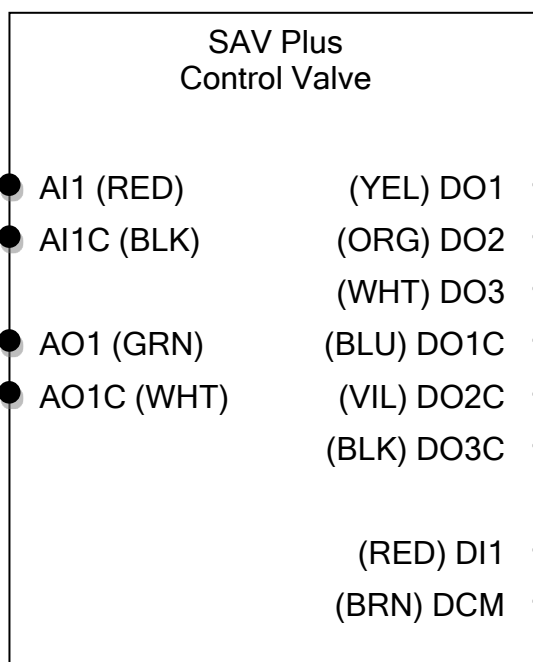 SAV Plus
Control Valve
AI1 (RED)
(YEL) DO1
AI1C (BLK)
(ORG) DO2
(WHT) DO3
AO1 (GRN)
(BLU) DO1C
AO1C (WHT)
(VIL) DO2C
(BLK) DO3C
(RED) DI1
(BRN) DCM